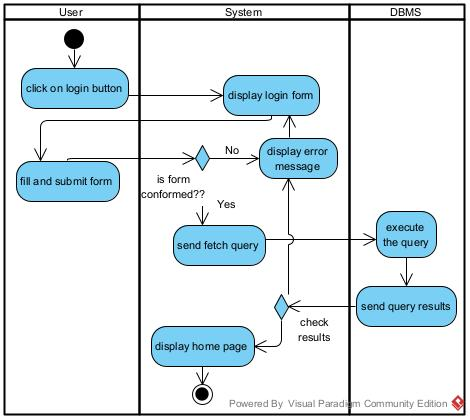 User
System
DBMS
click on login button
display login form
fill and submit form
is form
conformed??
No
display error
message
Yes
send fetch query
execute
the query
send query results
check
results
display home page
Powered By Visual Paradigm Community Edition